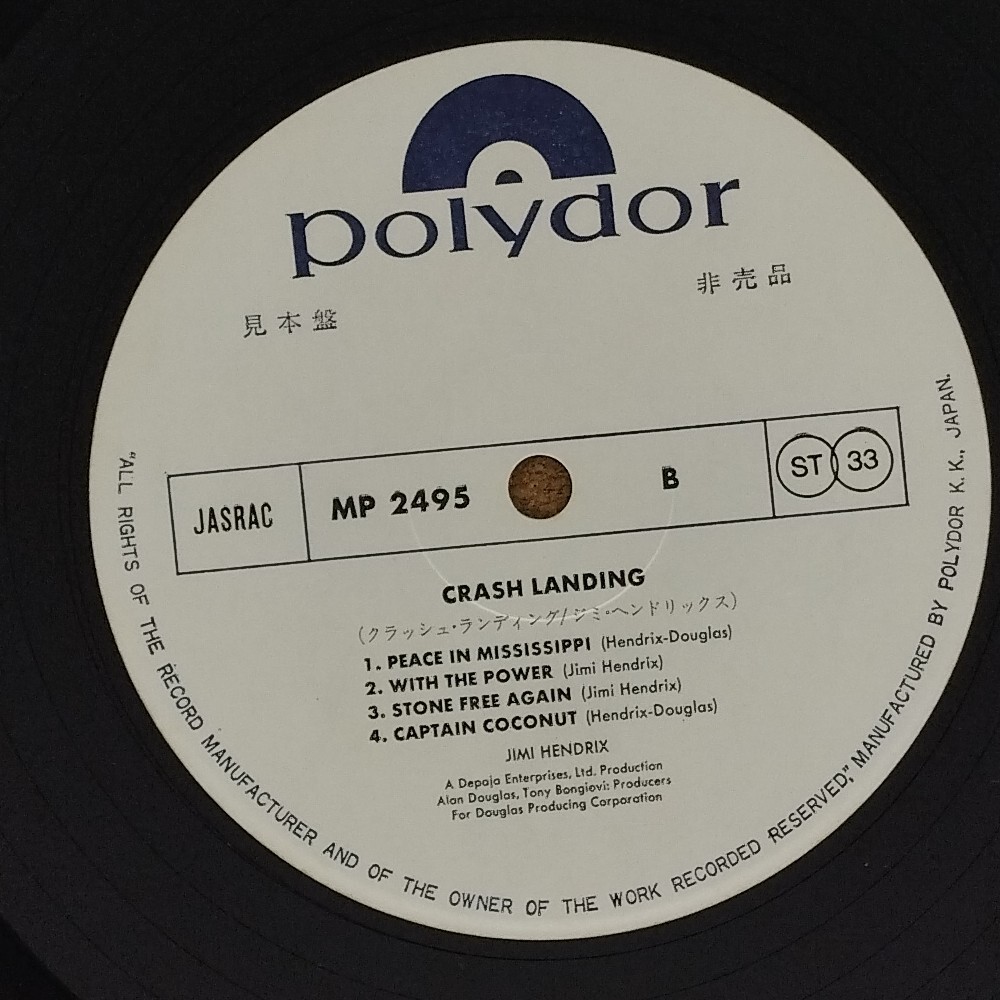 polydor
見本盤
非売品
JASRAC
MP 2495
B
ST 33
CRASH LANDING
(クラッシュ・ランディング/ジミ・ヘンドリックス)
1. PEACE IN MISSISSIPPI (Hendrix-Douglas)
2. WITH THE POWER (Jimi Hendrix)
3. STONE FREE AGAIN (Jimi Hendrix)
4. CAPTAIN COCONUT (Hendrix-Douglas)
JIMI HENDRIX
A Depaja Enterprises, Ltd. Production
Alan Douglas, Tony Bongiovi: Producers
For Douglas Producing Corporation
"ALL RIGHTS OF THE RECORD MANUFACTURER AND OF THE OWNER OF THE WORK RECORDED RESERVED," MANUFACTURED BY POLYDOR K.K., JAPAN.